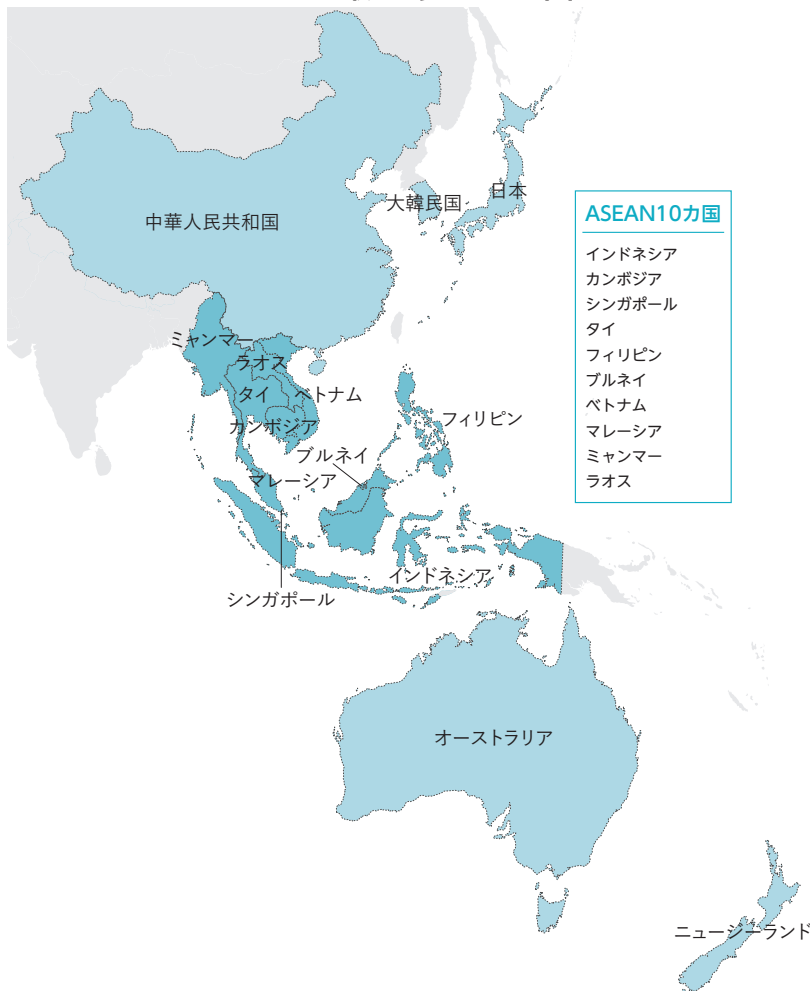 中華人民共和国
大韓民国
日本
ASEAN10カ国
インドネシア
カンボジア
シンガポール
タイ
フィリピン
ブルネイ
ベトナム
マレーシア
ミャンマー
ラオス
ミャンマー
ラオス
タイ
ベトナム
カンボジア
フィリピン
ブルネイ
マレーシア
インドネシア
シンガポール
オーストラリア
ニュージーランド